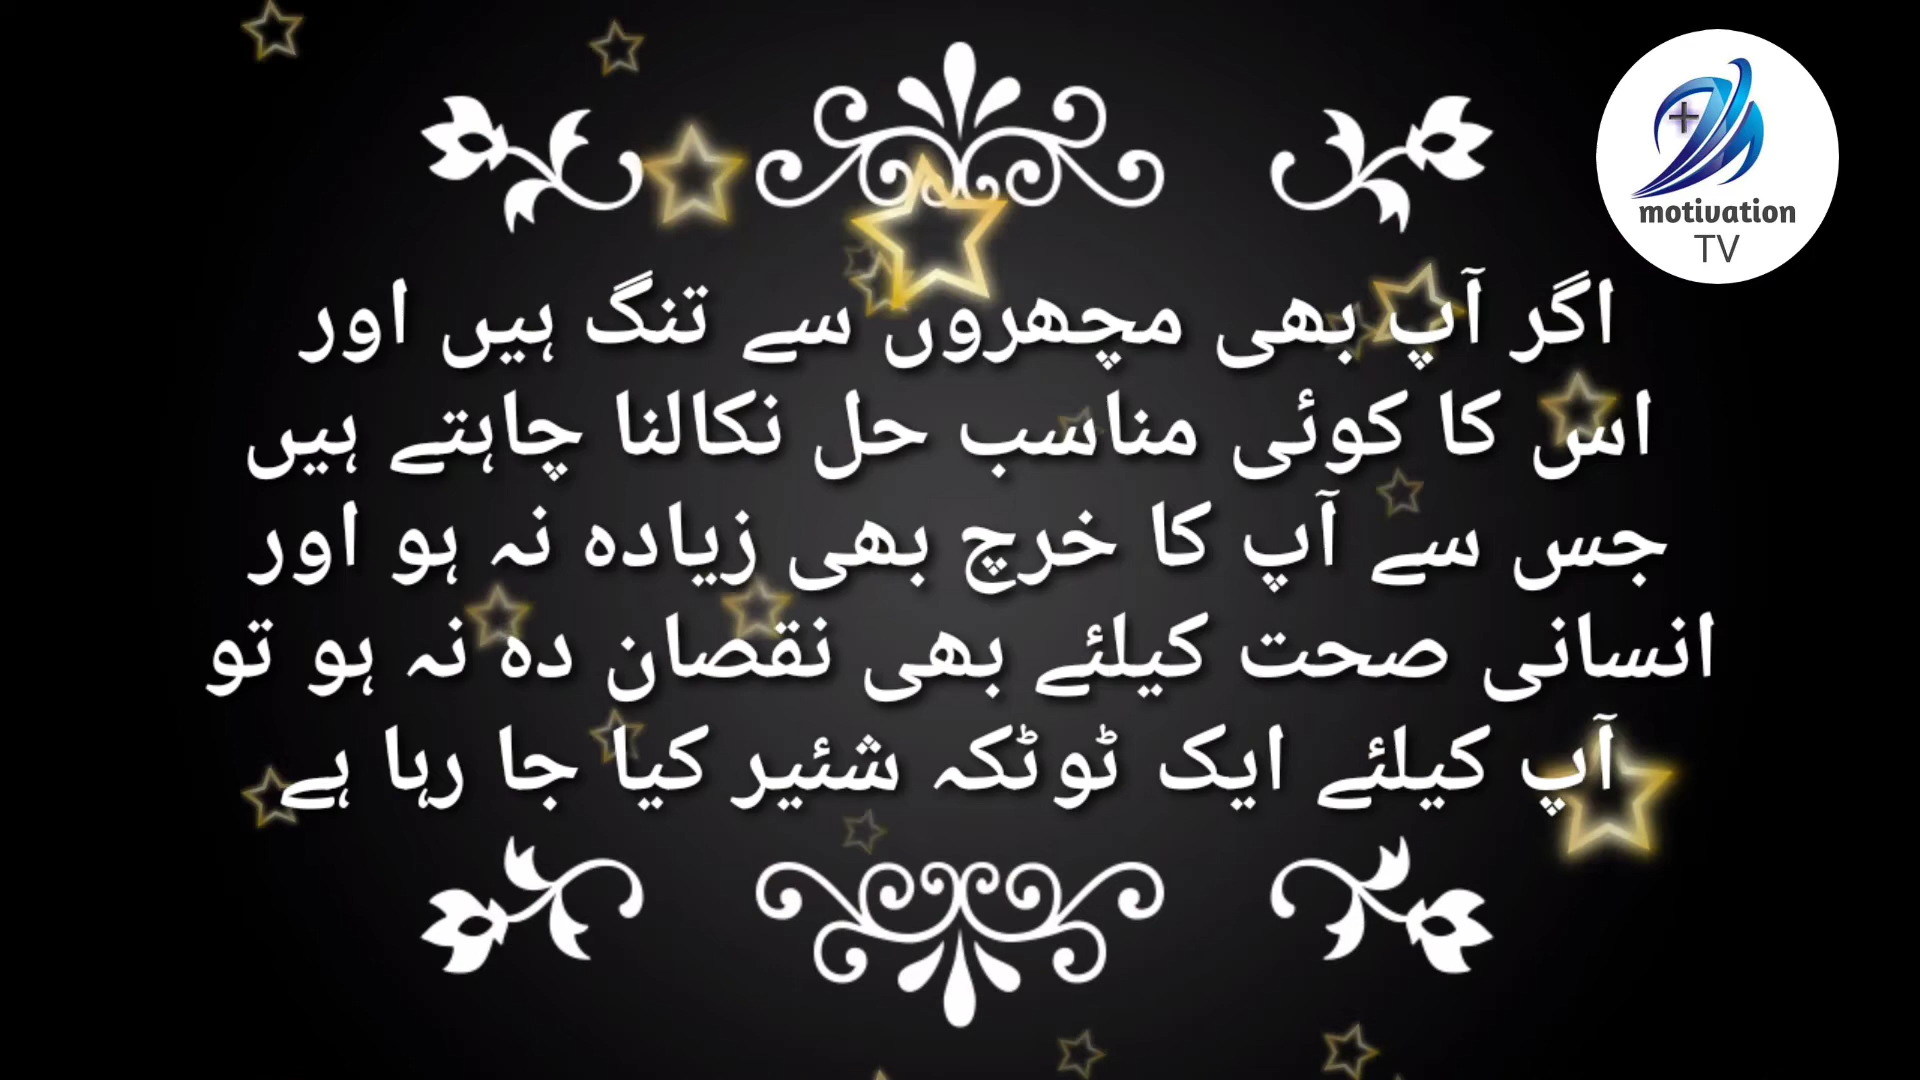 motivation
TV
اگر آپ بھی مچھروں سے تنگ ہیں اور
اس کا کوئی مناسب حل نکالنا چاہتے ہیں
جس سے آپ کا خرچ بھی زیادہ نہ ہو اور
انسانی صحت کیلئے بھی نقصان دہ نہ ہو تو
آپ کیلئے ایک ٹوٹکہ شئیر کیا جا رہا ہے